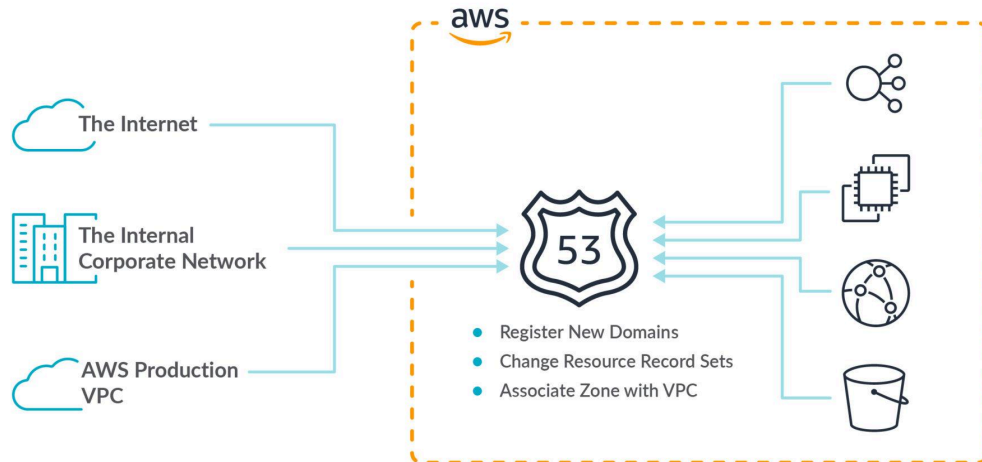 aws
The Internet
The Internal
Corporate Network
AWS Production
VPC
53
Register New Domains
Change Resource Record Sets
Associate Zone with VPC